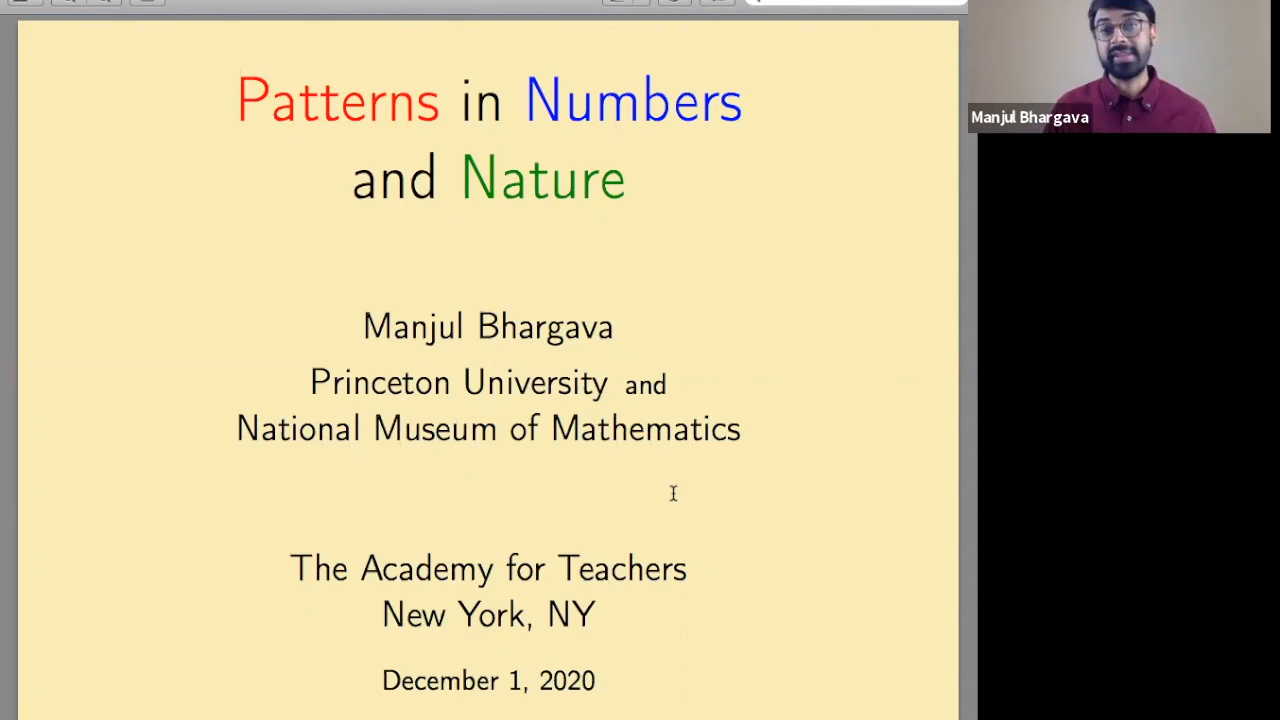 Patterns in Numbers
and Nature
Manjul Bhargava
Princeton University and
National Museum of Mathematics
The Academy for Teachers
New York, NY
December 1, 2020
Manjul Bhargava